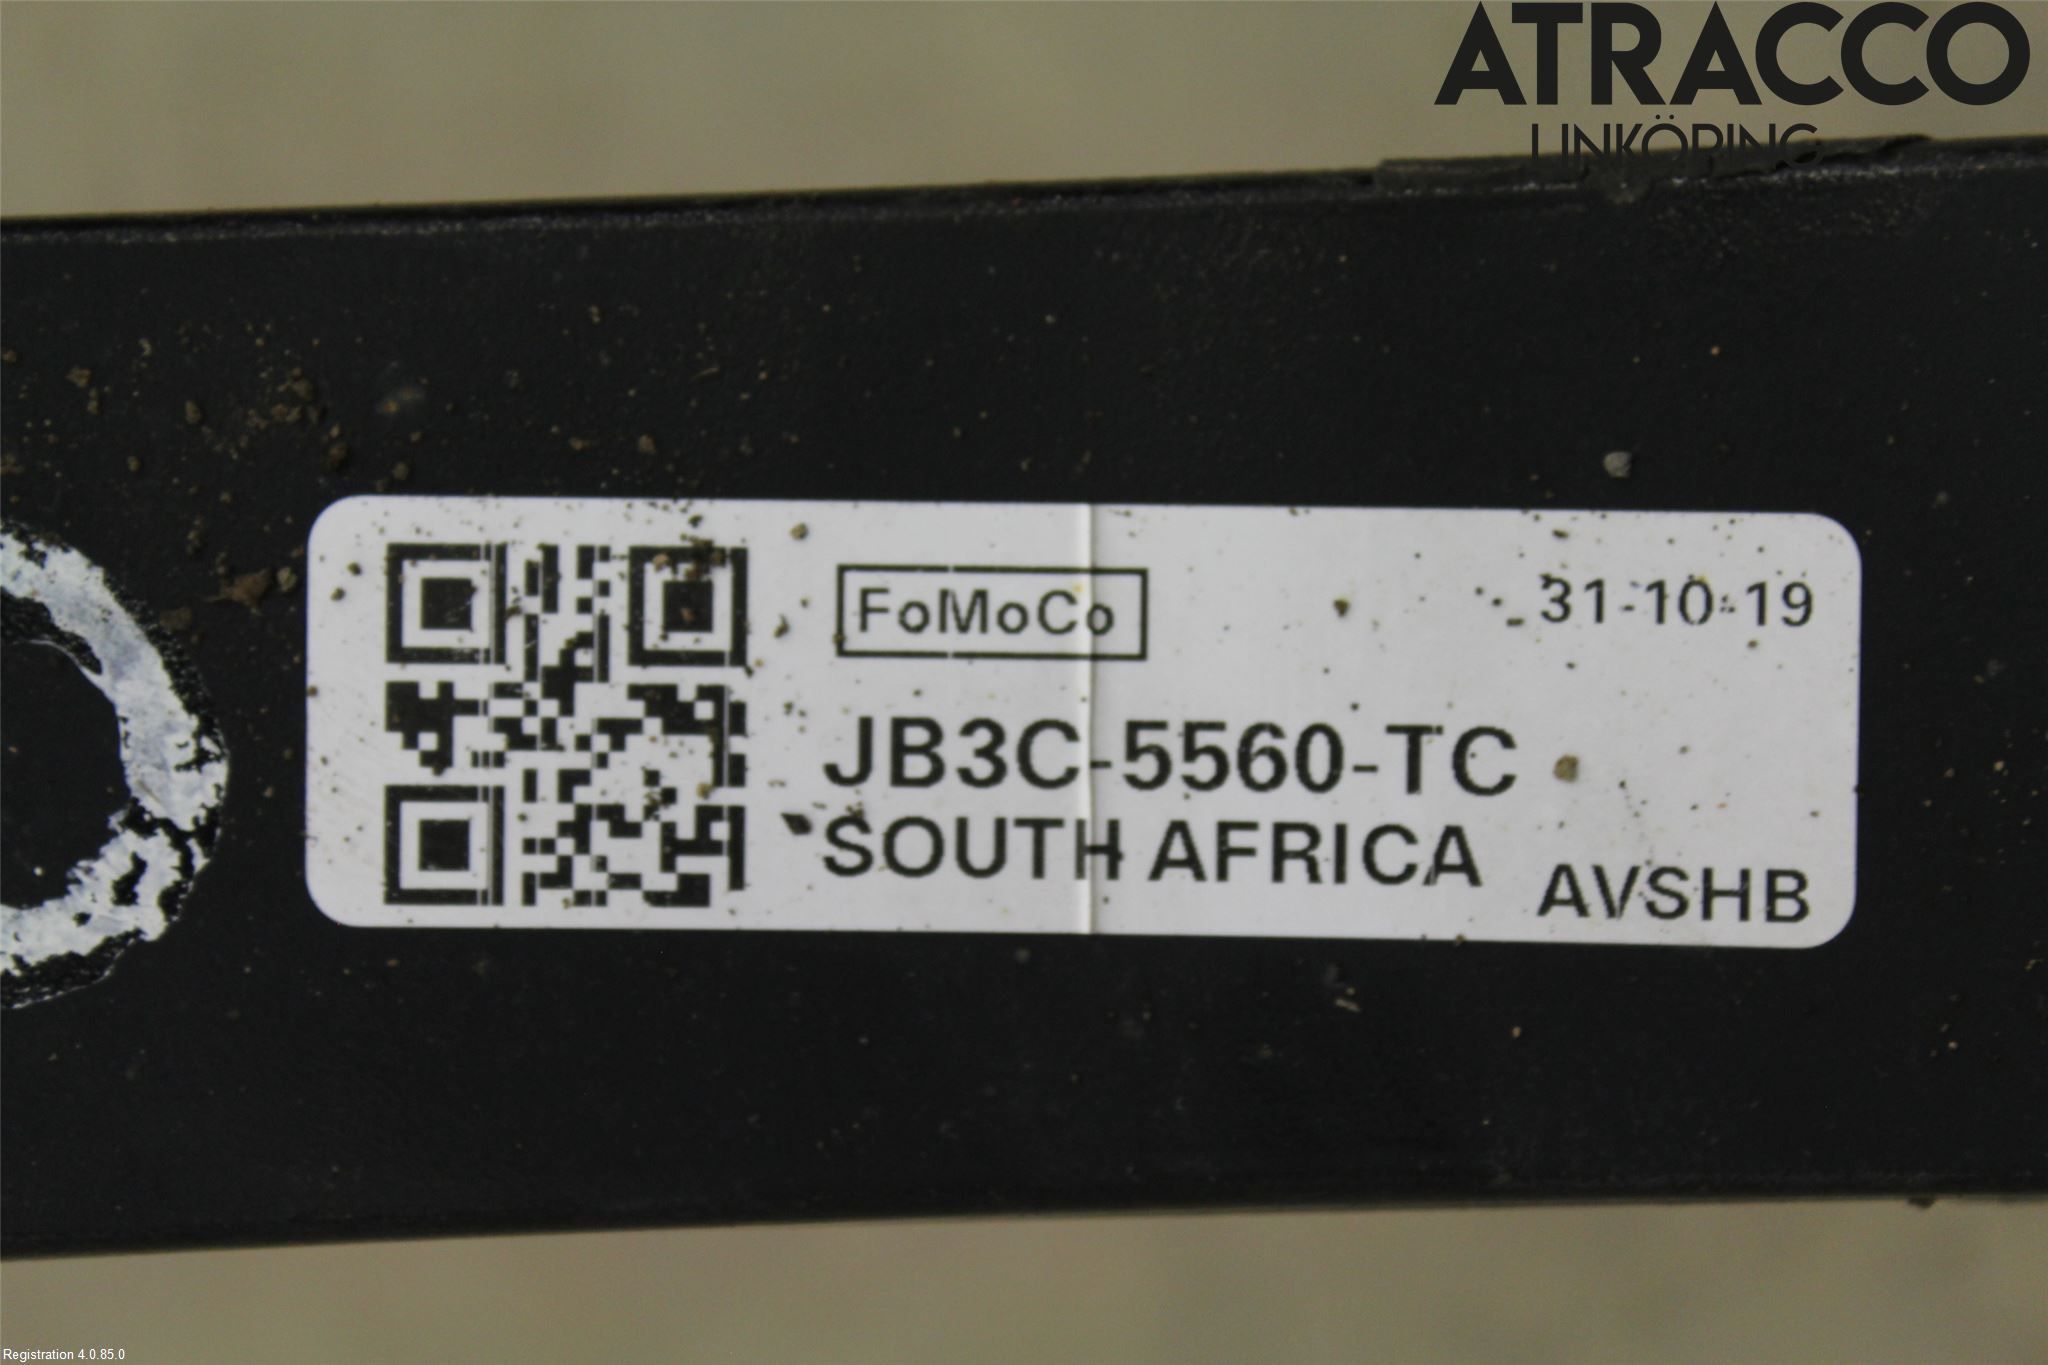 ATRACCO
LINKÖPING
FoMoCo
31-10-19
JB3C-5560-TC
SOUTH AFRICA
AVSHB
Registration 4.0.85.0